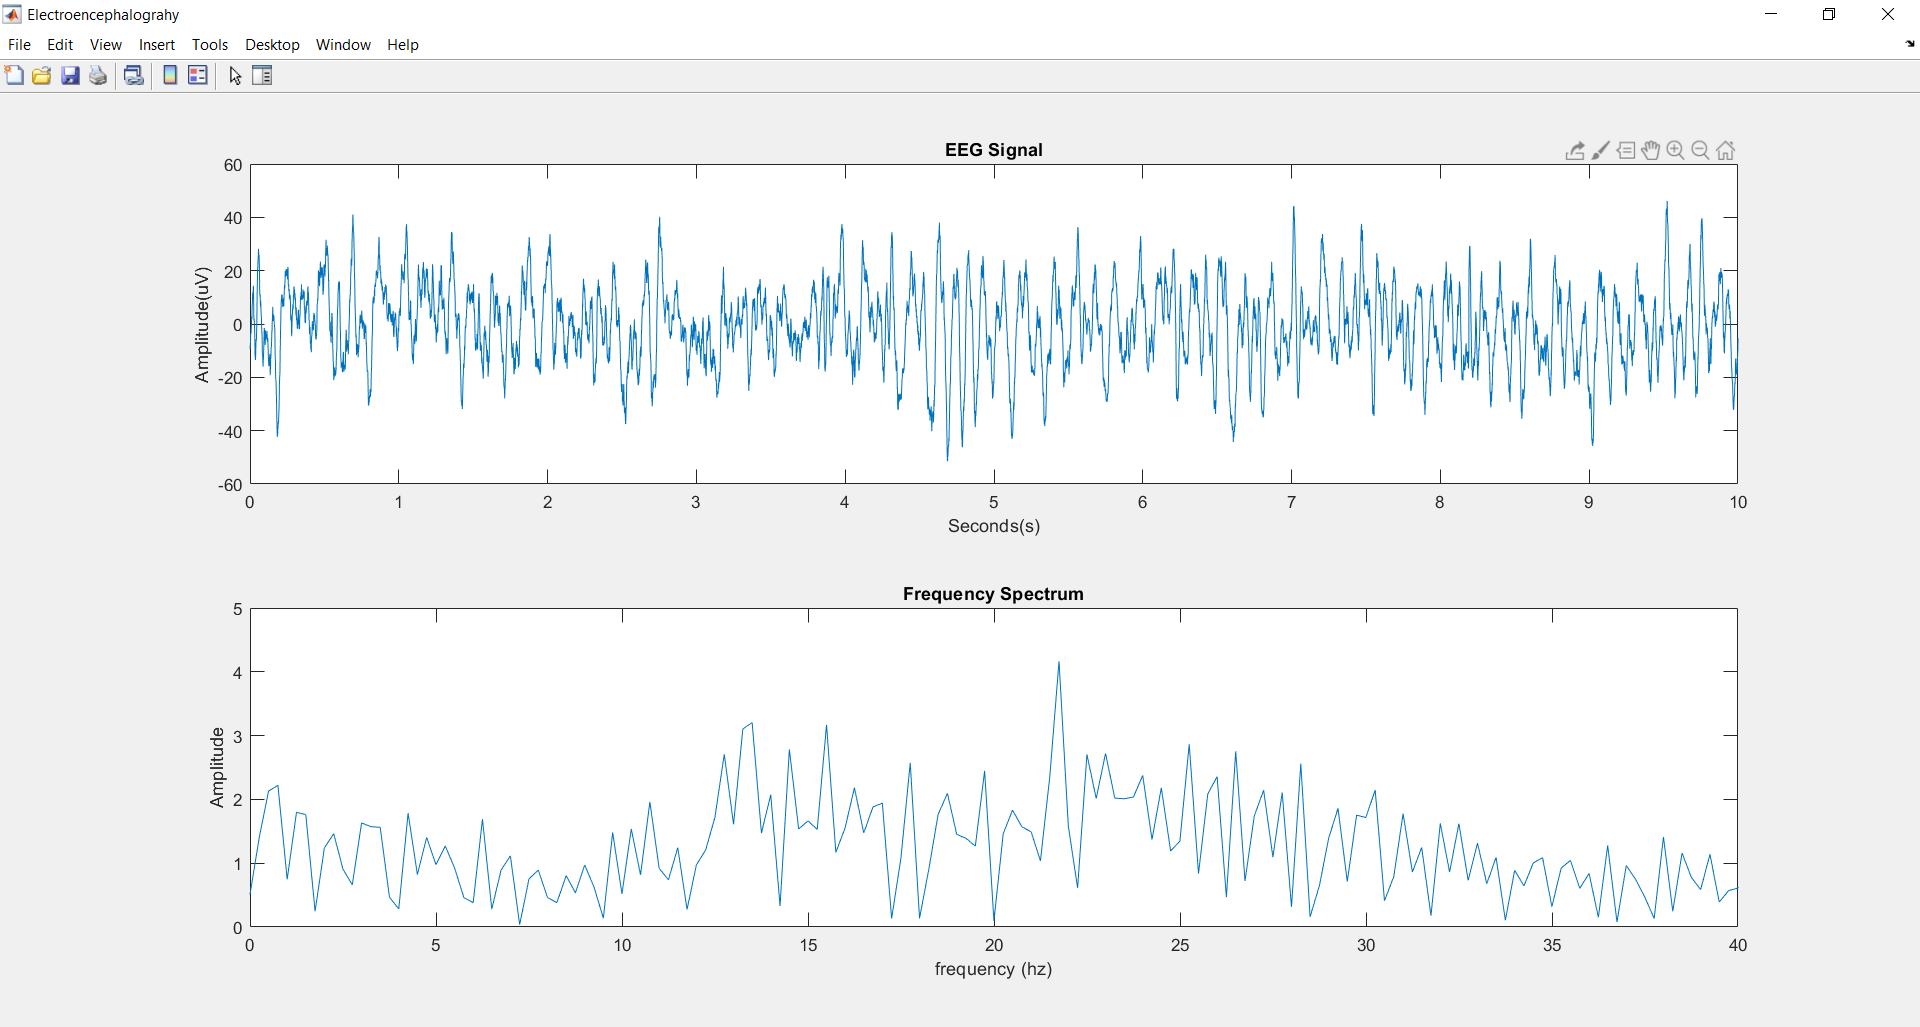 Electroencephalograhy
File Edit View Insert Tools Desktop Window Help
EEG Signal
60
40
20
0
-20
-40
-60
Amplitude(uV)
0 1 2 3 4 5 6 7 8 9 10
Seconds(s)
Frequency Spectrum
5
4
3
2
1
0
Amplitude
0 5 10 15 20 25 30 35 40
frequency (hz)